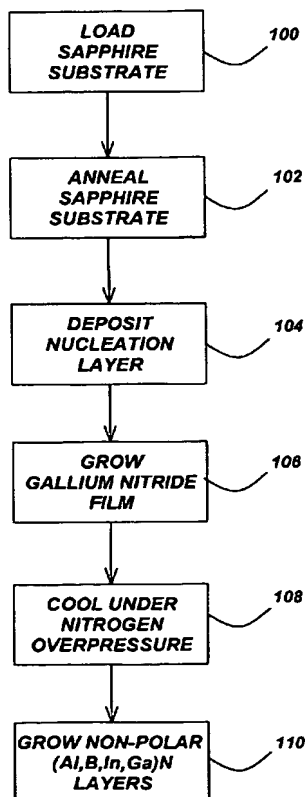 LOAD
SAPPHIRE
SUBSTRATE
100
ANNEAL
SAPPHIRE
SUBSTRATE
102
DEPOSIT
NUCLEATION
LAYER
104
GROW
GALLIUM NITRIDE
FILM
106
COOL UNDER
NITROGEN
OVERPRESSURE
108
GROW NON-POLAR
(Al,B,In,Ga)N
LAYERS
110